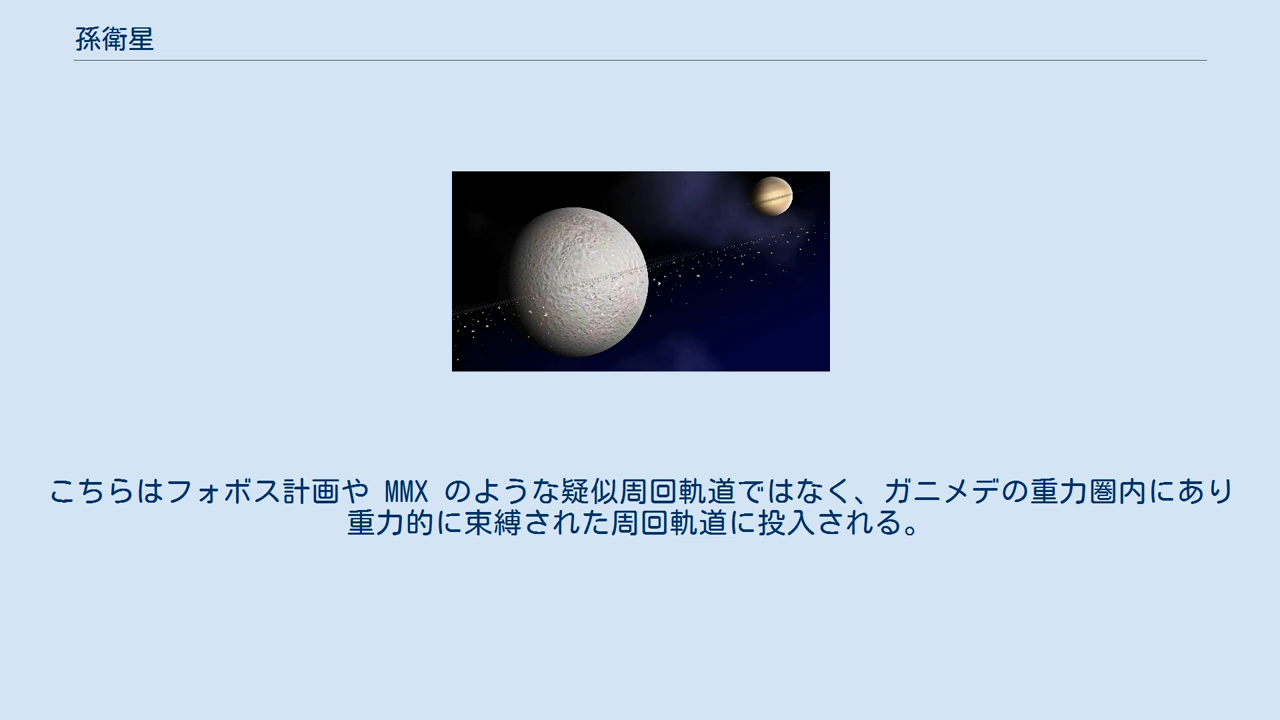 孫衛星
こちらはフォボス計画や MMX のような疑似周回軌道ではなく、ガニメデの重力圏内にあり
重力的に束縛された周回軌道に投入される。